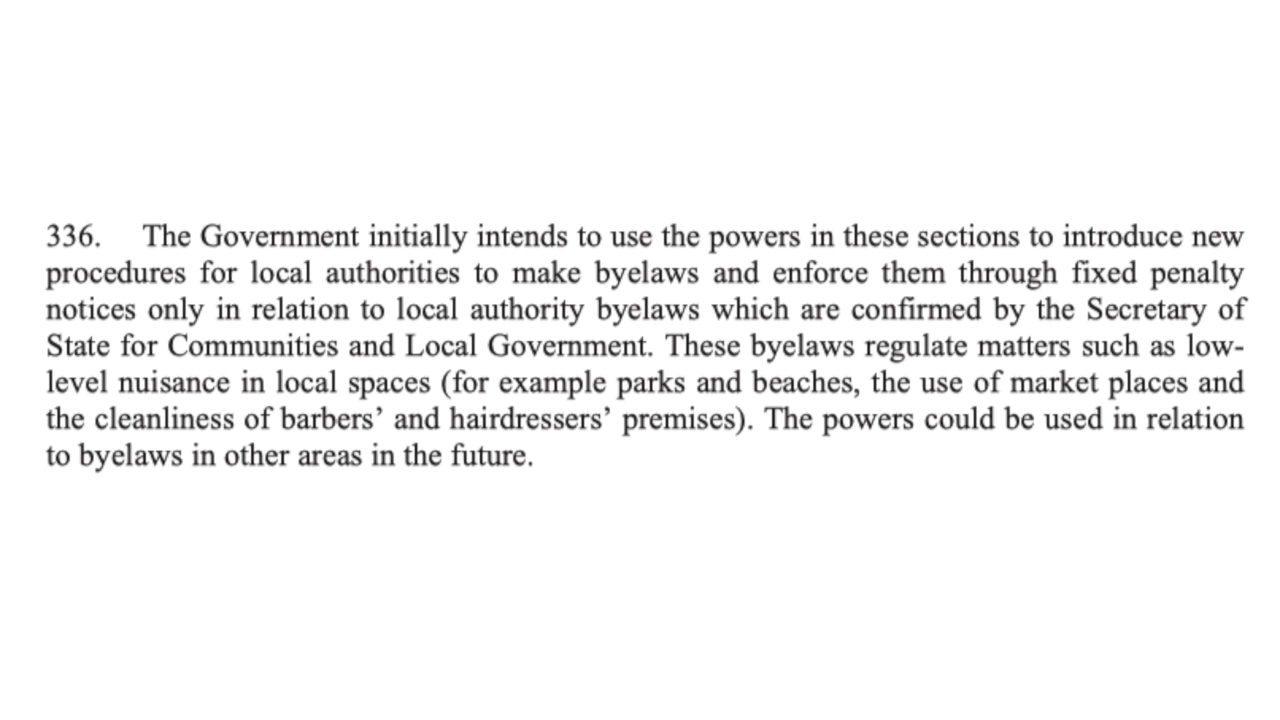 336. The Government initially intends to use the powers in these sections to introduce new
procedures for local authorities to make byelaws and enforce them through fixed penalty
notices only in relation to local authority byelaws which are confirmed by the Secretary of
State for Communities and Local Government. These byelaws regulate matters such as low-
level nuisance in local spaces (for example parks and beaches, the use of market places and
the cleanliness of barbers’ and hairdressers’ premises). The powers could be used in relation
to byelaws in other areas in the future.